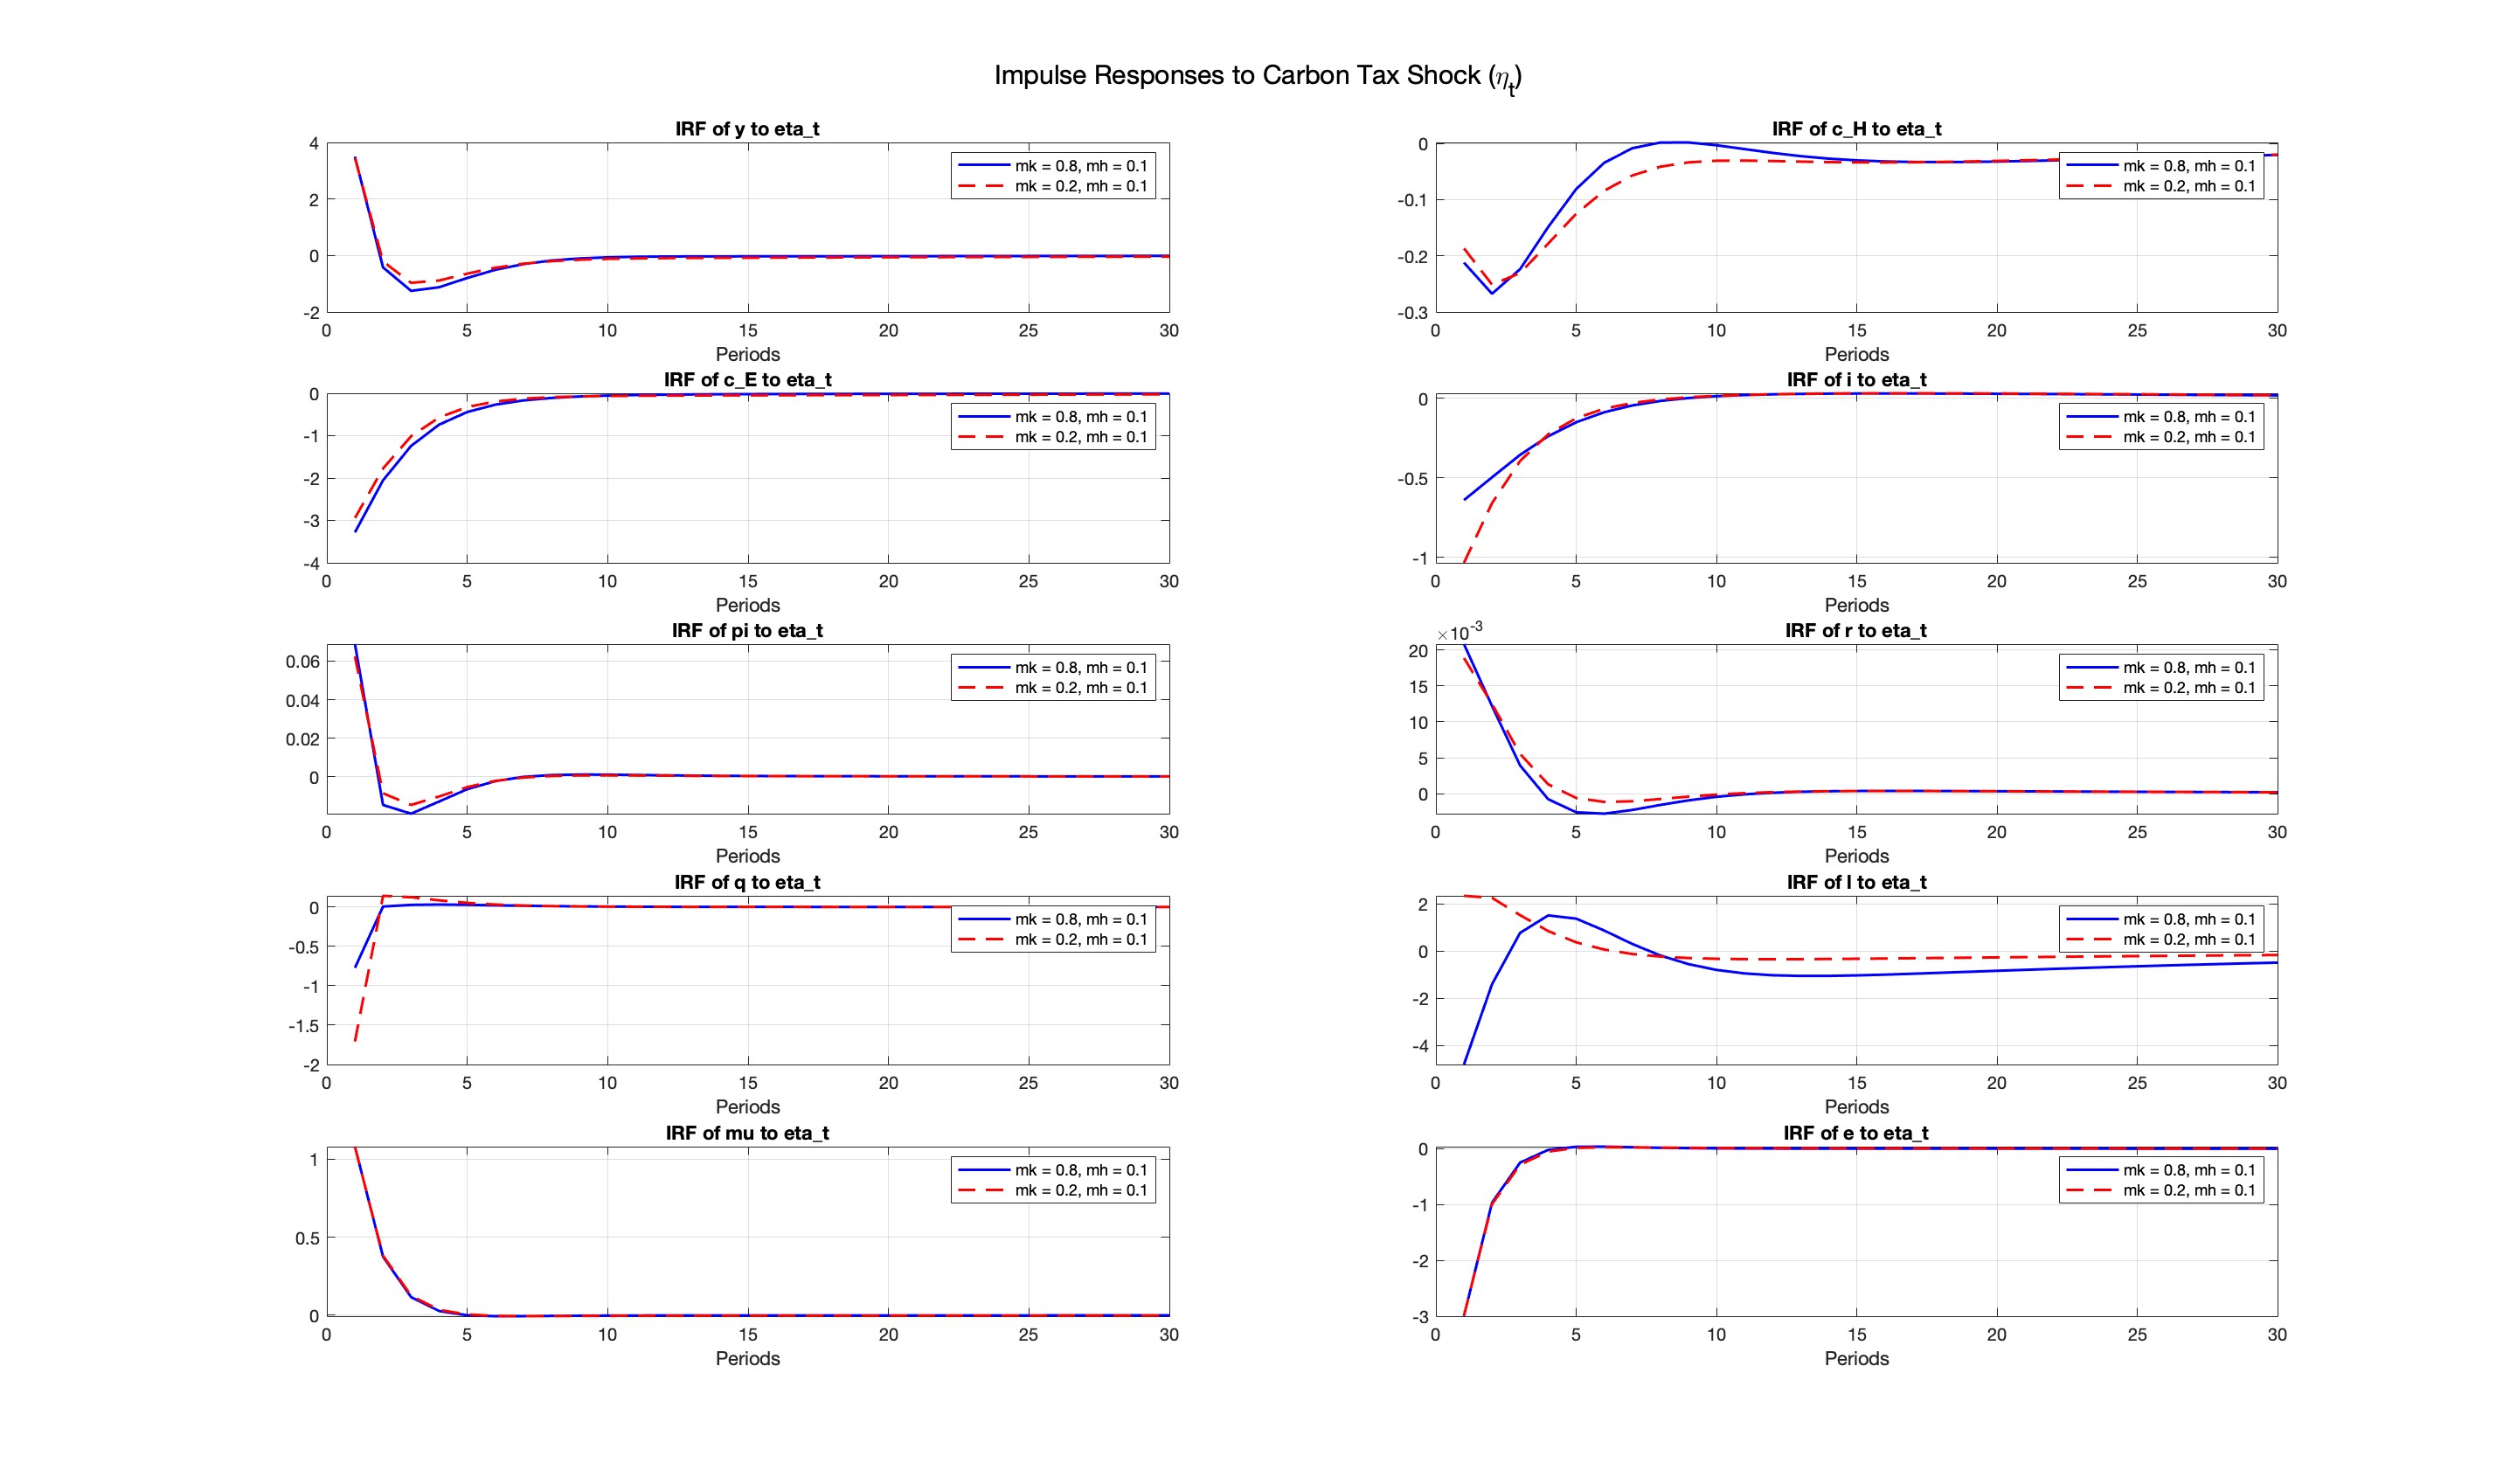 Impulse Responses to Carbon Tax Shock (ηt)
IRF of y to eta_t
4
2
0
-2
0 5 10 15 20 25 30
Periods
mk = 0.8, mh = 0.1
mk = 0.2, mh = 0.1
IRF of c_H to eta_t
0
-0.1
-0.2
-0.3
0 5 10 15 20 25 30
Periods
mk = 0.8, mh = 0.1
mk = 0.2, mh = 0.1
IRF of c_E to eta_t
0
-1
-2
-3
-4
0 5 10 15 20 25 30
Periods
mk = 0.8, mh = 0.1
mk = 0.2, mh = 0.1
IRF of i to eta_t
0
-0.5
-1
0 5 10 15 20 25 30
Periods
mk = 0.8, mh = 0.1
mk = 0.2, mh = 0.1
IRF of pi to eta_t
0.06
0.04
0.02
0
0 5 10 15 20 25 30
Periods
mk = 0.8, mh = 0.1
mk = 0.2, mh = 0.1
IRF of r to eta_t
×10-3
20
15
10
5
0
0 5 10 15 20 25 30
Periods
mk = 0.8, mh = 0.1
mk = 0.2, mh = 0.1
IRF of q to eta_t
0
-0.5
-1
-1.5
-2
0 5 10 15 20 25 30
Periods
mk = 0.8, mh = 0.1
mk = 0.2, mh = 0.1
IRF of l to eta_t
2
0
-2
-4
0 5 10 15 20 25 30
Periods
mk = 0.8, mh = 0.1
mk = 0.2, mh = 0.1
IRF of mu to eta_t
1
0.5
0
0 5 10 15 20 25 30
Periods
mk = 0.8, mh = 0.1
mk = 0.2, mh = 0.1
IRF of e to eta_t
0
-1
-2
-3
0 5 10 15 20 25 30
Periods
mk = 0.8, mh = 0.1
mk = 0.2, mh = 0.1